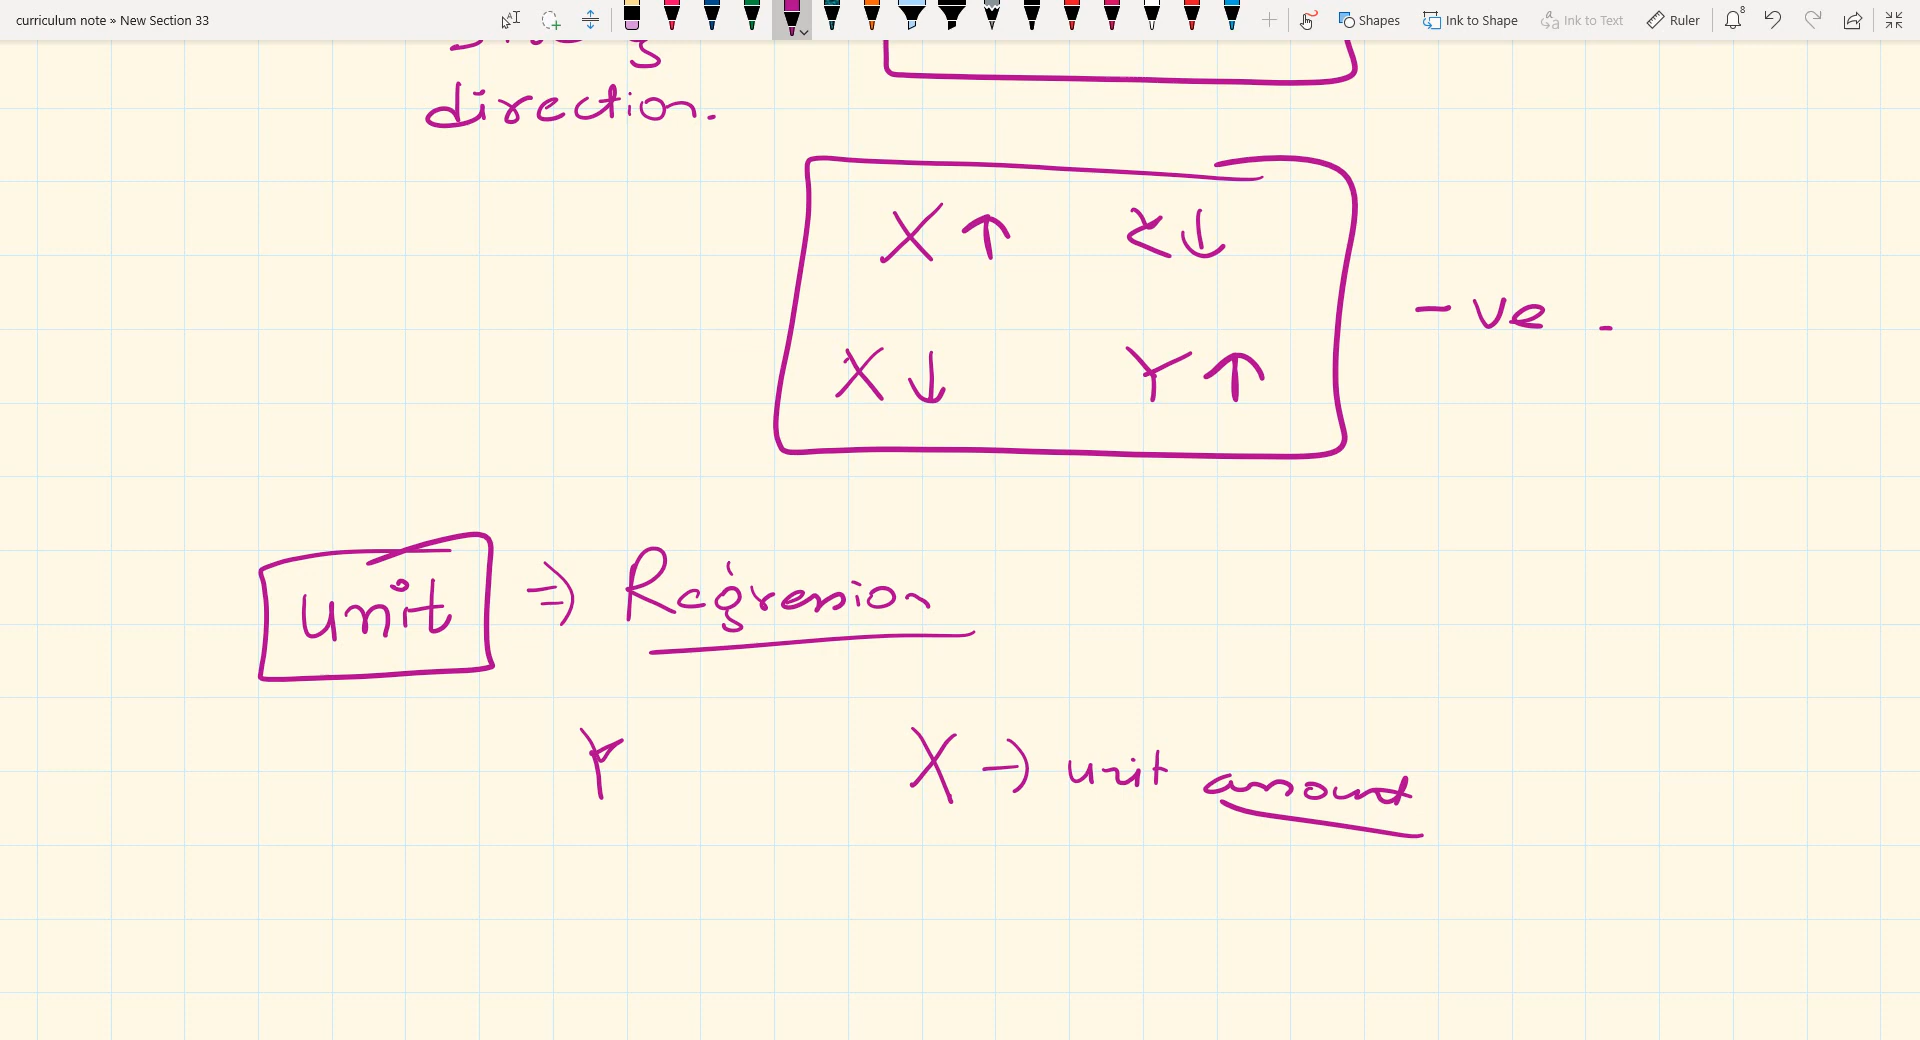 curriculum note » New Section 33
Shapes Ink to Shape Ink to Text Ruler 8
direction.
X ↑ Y ↓
- ve .
X ↓ Y ↑
unit ⇒ Regression
Y X → unit amount